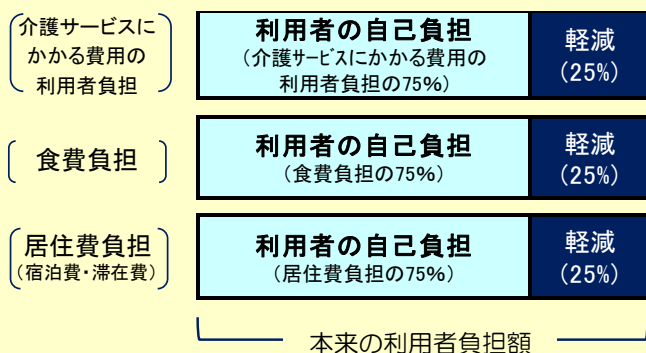 介護サービスに
かかる費用の
利用者負担
利用者の自己負担
(介護サービスにかかる費用の
利用者負担の75%)
軽減
(25%)
食費負担
利用者の自己負担
(食費負担の75%)
軽減
(25%)
居住費負担
(宿泊費・滞在費)
利用者の自己負担
(居住費負担の75%)
軽減
(25%)
本来の利用者負担額